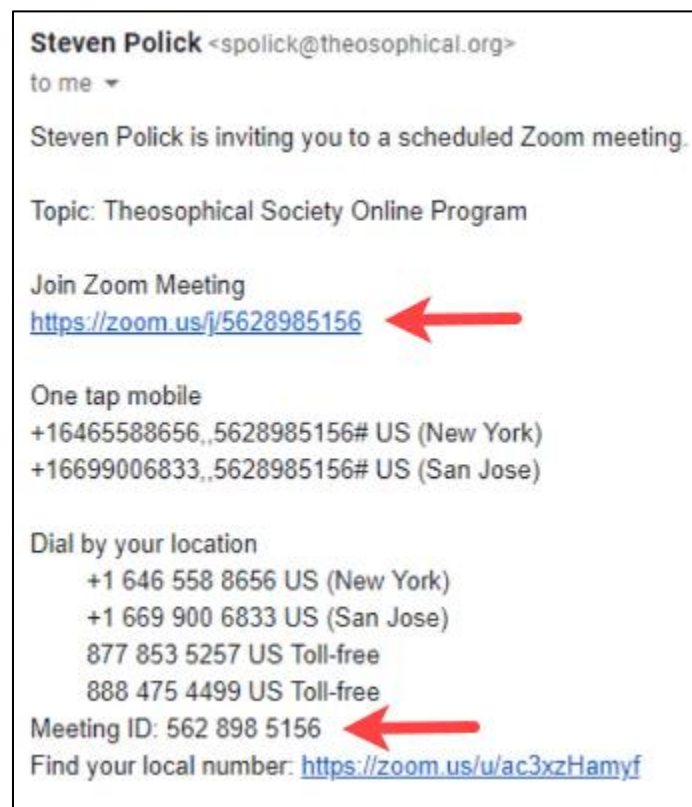 Steven Polick <spolick@theosophical.org>
to me
Steven Polick is inviting you to a scheduled Zoom meeting.
Topic: Theosophical Society Online Program
Join Zoom Meeting
https://zoom.us/j/5628985156
One tap mobile
+16465588656,,5628985156# US (New York)
+16699006833,,5628985156# US (San Jose)
Dial by your location
+1 646 558 8656 US (New York)
+1 669 900 6833 US (San Jose)
877 853 5257 US Toll-free
888 475 4499 US Toll-free
Meeting ID: 562 898 5156
Find your local number: https://zoom.us/u/ac3xzHamyf